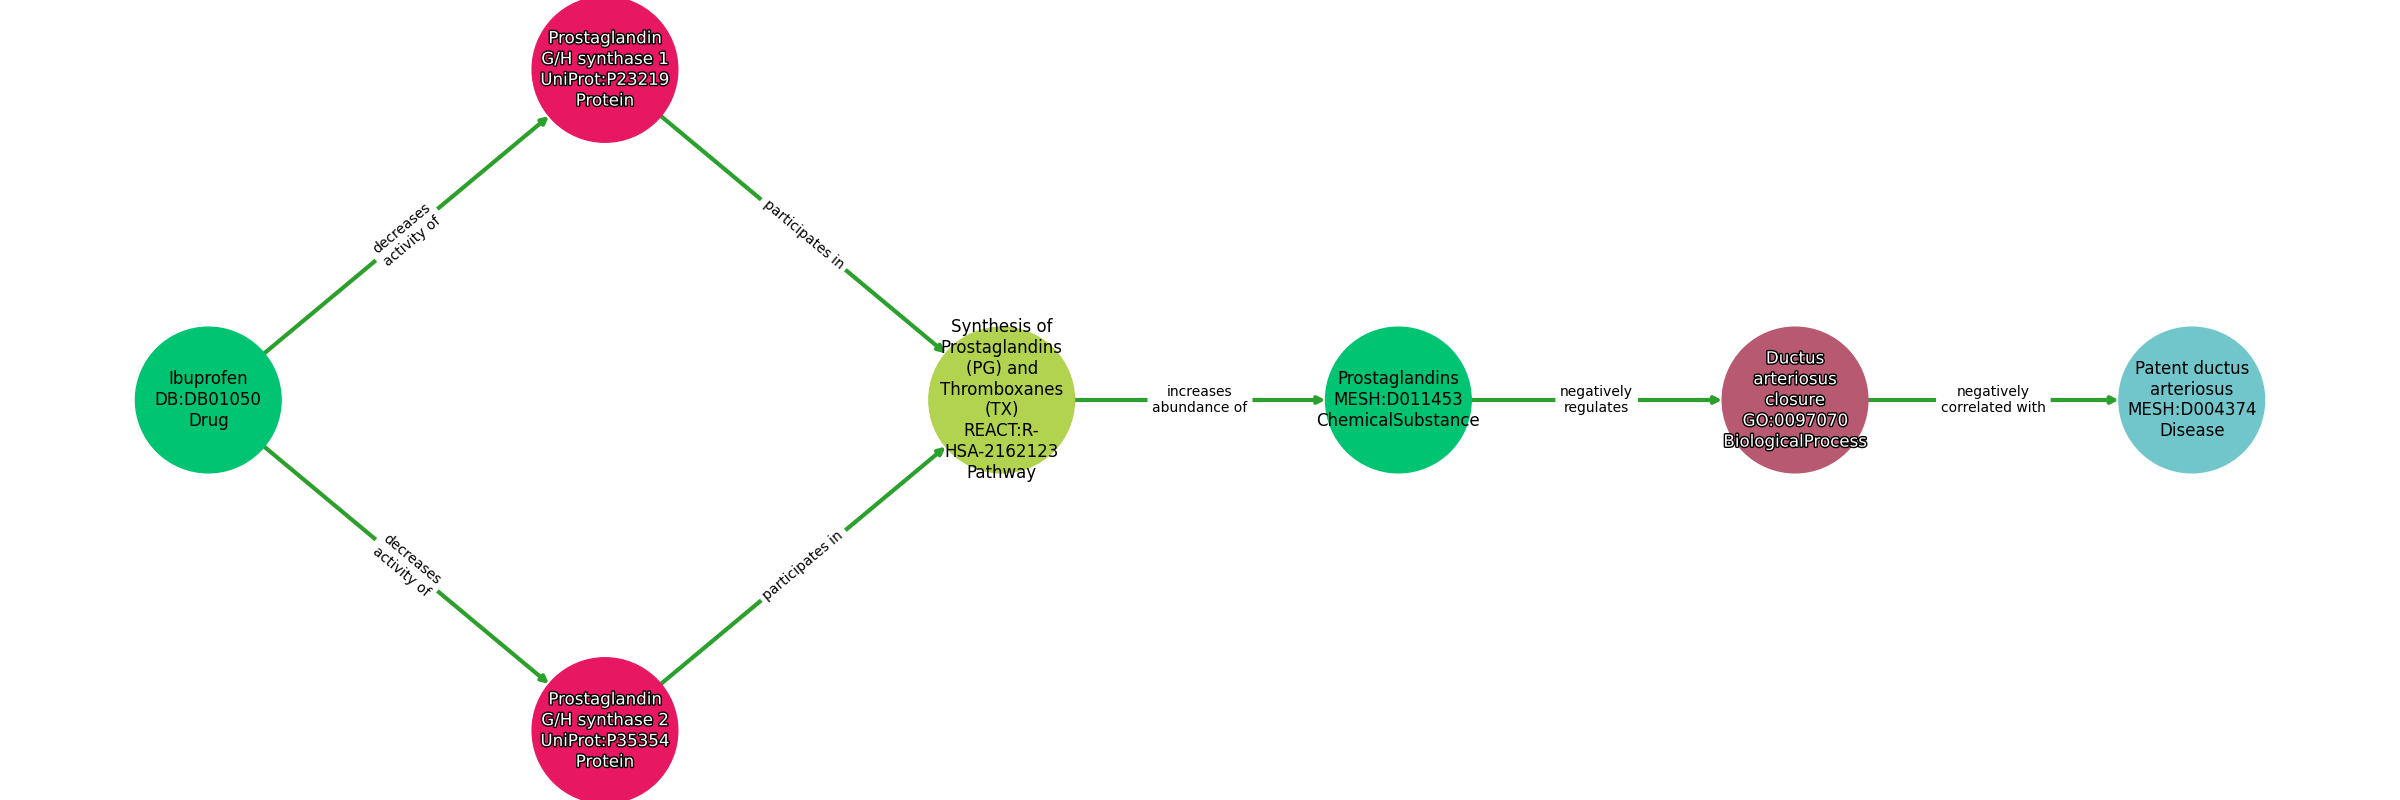 Prostaglandin
G/H synthase 1
UniProt:P23219
Protein
decreases
activity of
participates in
Ibuprofen
DB:DB01050
Drug
Synthesis of
Prostaglandins
(PG) and
Thromboxanes
(TX)
REACT:R-
HSA-2162123
Pathway
increases
abundance of
Prostaglandins
MESH:D011453
ChemicalSubstance
negatively
regulates
Ductus
arteriosus
closure
GO:0097070
BiologicalProcess
negatively
correlated with
Patent ductus
arteriosus
MESH:D004374
Disease
decreases
activity of
participates in
Prostaglandin
G/H synthase 2
UniProt:P35354
Protein